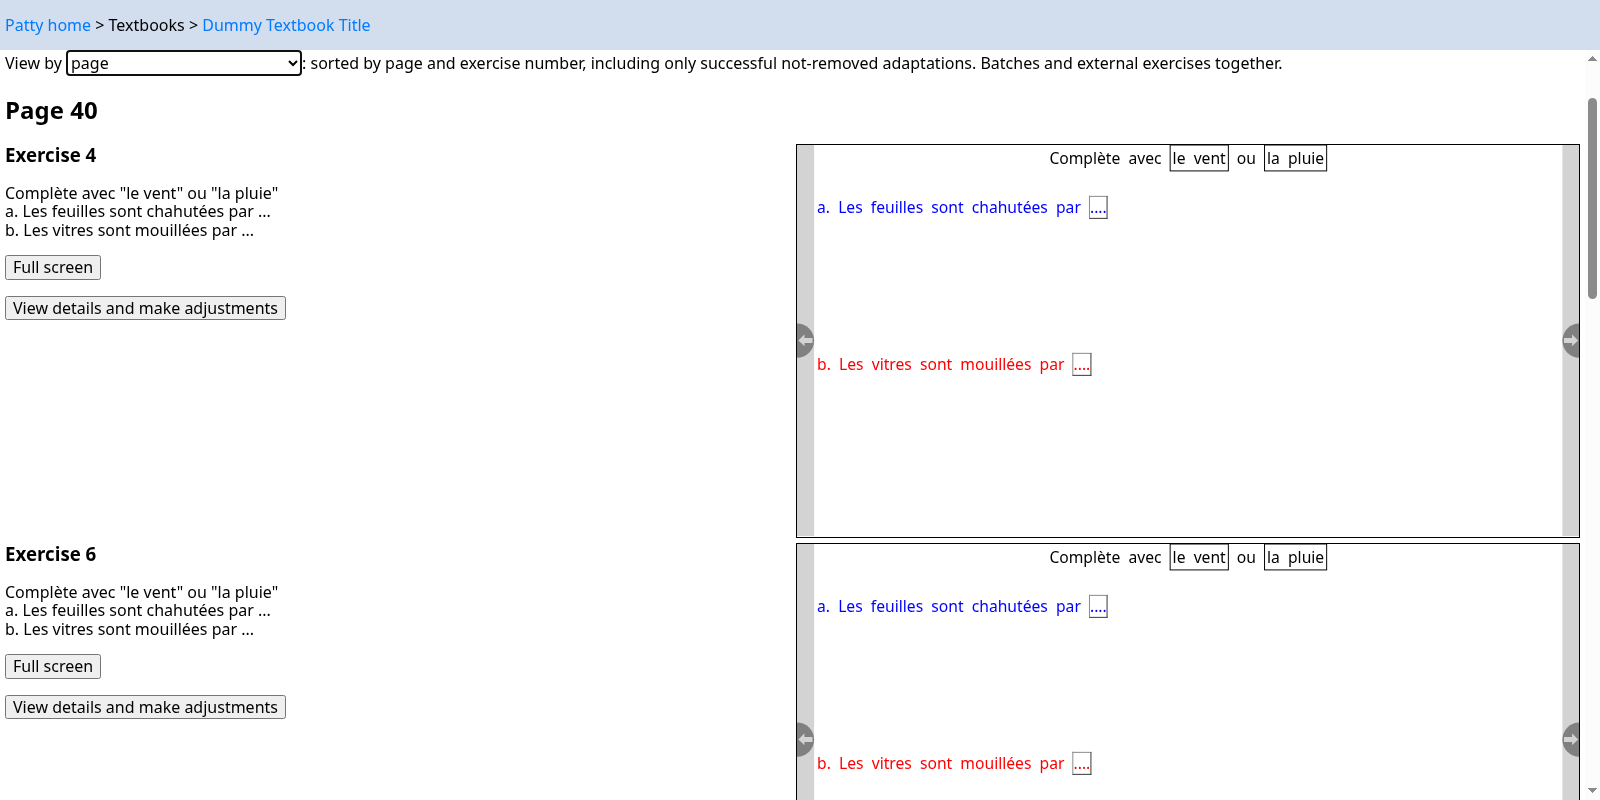 Patty home > Textbooks > Dummy Textbook Title
View by page : sorted by page and exercise number, including only successful not-removed adaptations. Batches and external exercises together.
Page 40
Exercise 4
Complète avec "le vent" ou "la pluie"
a. Les feuilles sont chahutées par ...
b. Les vitres sont mouillées par ...
Full screen
View details and make adjustments
Complète avec le vent ou la pluie
a. Les feuilles sont chahutées par ....
b. Les vitres sont mouillées par ....
Exercise 6
Complète avec "le vent" ou "la pluie"
a. Les feuilles sont chahutées par ...
b. Les vitres sont mouillées par ...
Full screen
View details and make adjustments
Complète avec le vent ou la pluie
a. Les feuilles sont chahutées par ....
b. Les vitres sont mouillées par ....